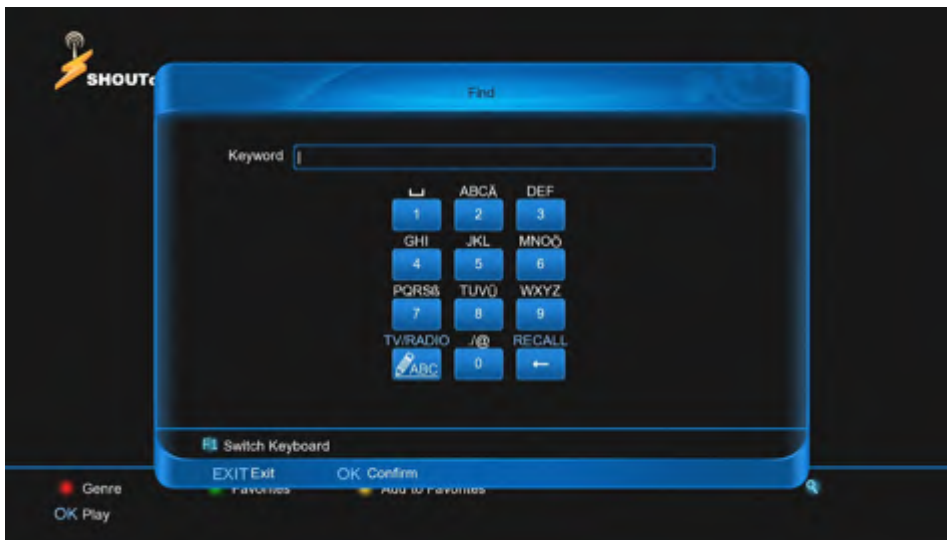 SHOUTc
Find
Keyword
ABCÄ DEF
1 2 3
GHI JKL MNOÖ
4 5 6
PQRSß TUVÜ WXYZ
7 8 9
TV/RADIO ./@ RECALL
ABC 0 ←
F1 Switch Keyboard
EXIT Exit OK Confirm
Genre Favorites Add to Favorites
OK Play